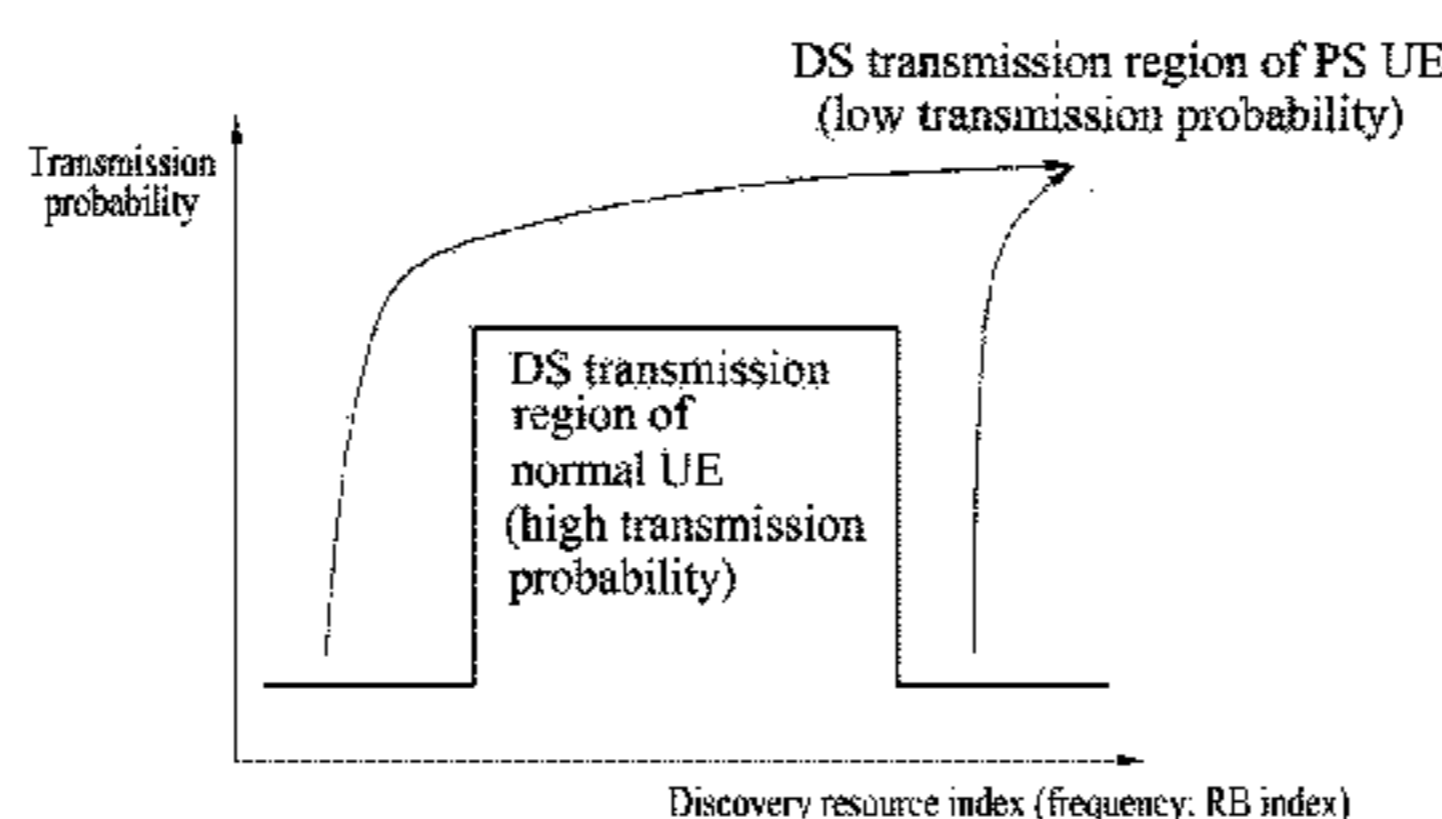 DS transmission region of PS UE
(low transmission probability)
Transmission
probability
DS transmission
region of
normal UE
(high transmission
probability)
Discovery resource index (frequency: RB index)